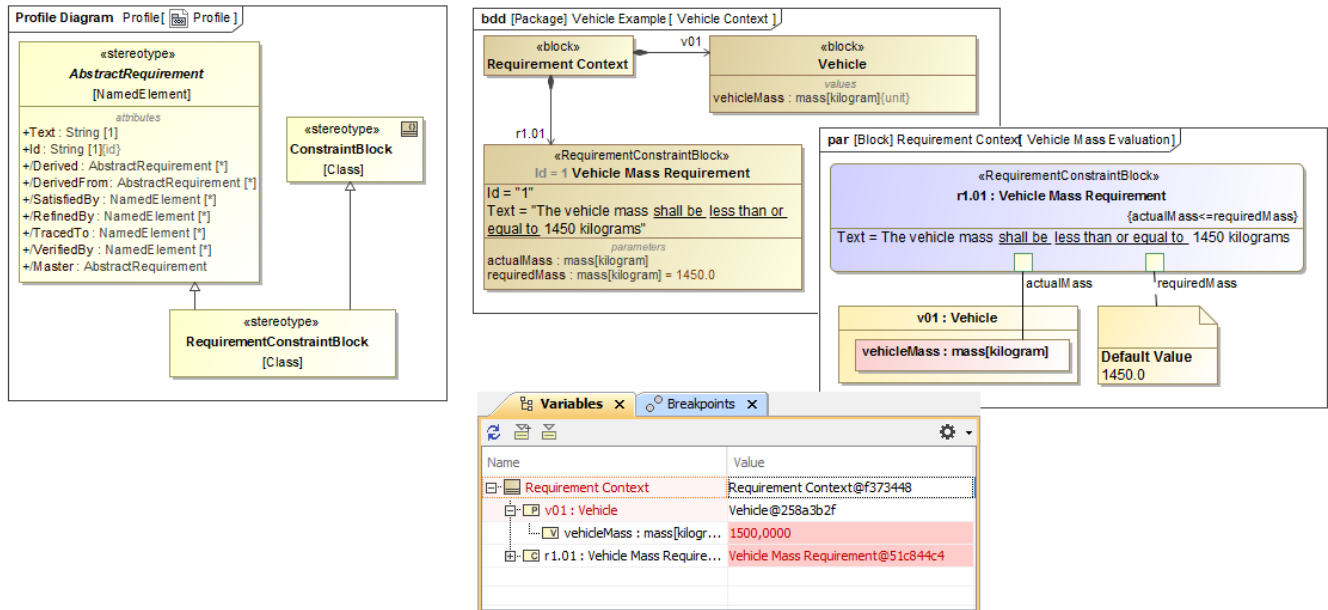 Profile Diagram Profile[ Profile ]
«stereotype»
AbstractRequirement
[NamedElement]
attributes
+Text : String [1]
+Id : String [1]{id}
+/Derived : AbstractRequirement [*]
+/DerivedFrom : AbstractRequirement [*]
+/SatisfiedBy : NamedElement [*]
+/RefinedBy : NamedElement [*]
+/TracedTo : NamedElement [*]
+/VerifiedBy : NamedElement [*]
+/Master : AbstractRequirement
«stereotype»
ConstraintBlock
[Class]
«stereotype»
RequirementConstraintBlock
[Class]
bdd [Package] Vehicle Example [ Vehicle Context ]
«block»
Requirement Context
v01
«block»
Vehicle
values
vehicleMass : mass[kilogram]{unit}
r1.01
«RequirementConstraintBlock»
Id = 1 Vehicle Mass Requirement
Id = "1"
Text = "The vehicle mass shall be less than or
equal to 1450 kilograms"
parameters
actualMass : mass[kilogram]
requiredMass : mass[kilogram] = 1450.0
par [Block] Requirement Context[ Vehicle Mass Evaluation]
«RequirementConstraintBlock»
r1.01 : Vehicle Mass Requirement
{actualMass<=requiredMass}
Text = The vehicle mass shall be less than or equal to 1450 kilograms
actualMass
requiredMass
v01 : Vehicle
vehicleMass : mass[kilogram]
Default Value
1450.0
Variables
Breakpoints
Name Value
Requirement Context Requirement Context@f373448
P v01 : Vehicle Vehicle@258a3b2f
V vehicleMass : mass[kilogr... 1500,0000
C r1.01 : Vehicle Mass Require... Vehicle Mass Requirement@51c844c4